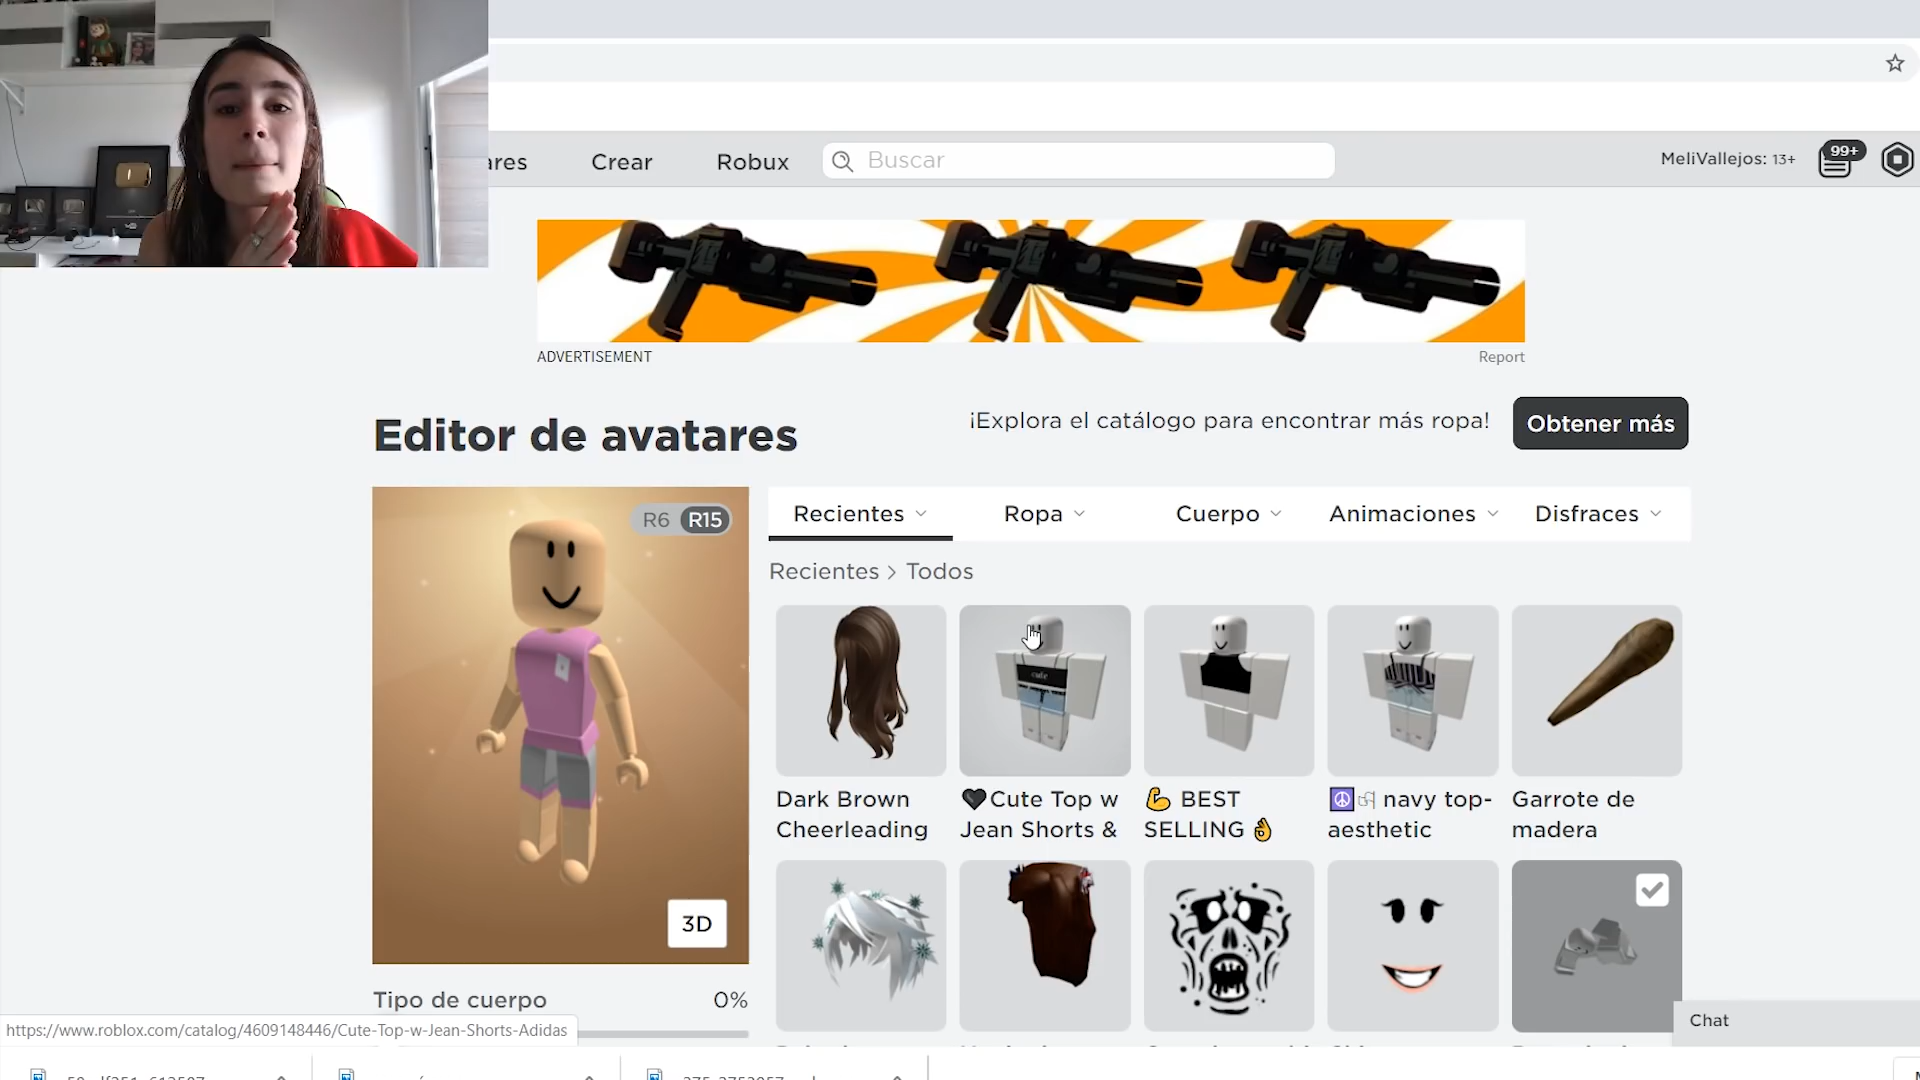 ares Crear Robux Buscar MeliVallejos: 13+ 99+
ADVERTISEMENT Report
Editor de avatares ¡Explora el catálogo para encontrar más ropa! Obtener más
R6 R15
Recientes Ropa Cuerpo Animaciones Disfraces
Recientes > Todos
cute
Dark Brown
Cheerleading
🖤Cute Top w
Jean Shorts &
💪 BEST
SELLING 👌
☮ navy top-
aesthetic
Garrote de
madera
3D
Tipo de cuerpo 0%
https://www.roblox.com/catalog/4609148446/Cute-Top-w-Jean-Shorts-Adidas
Chat